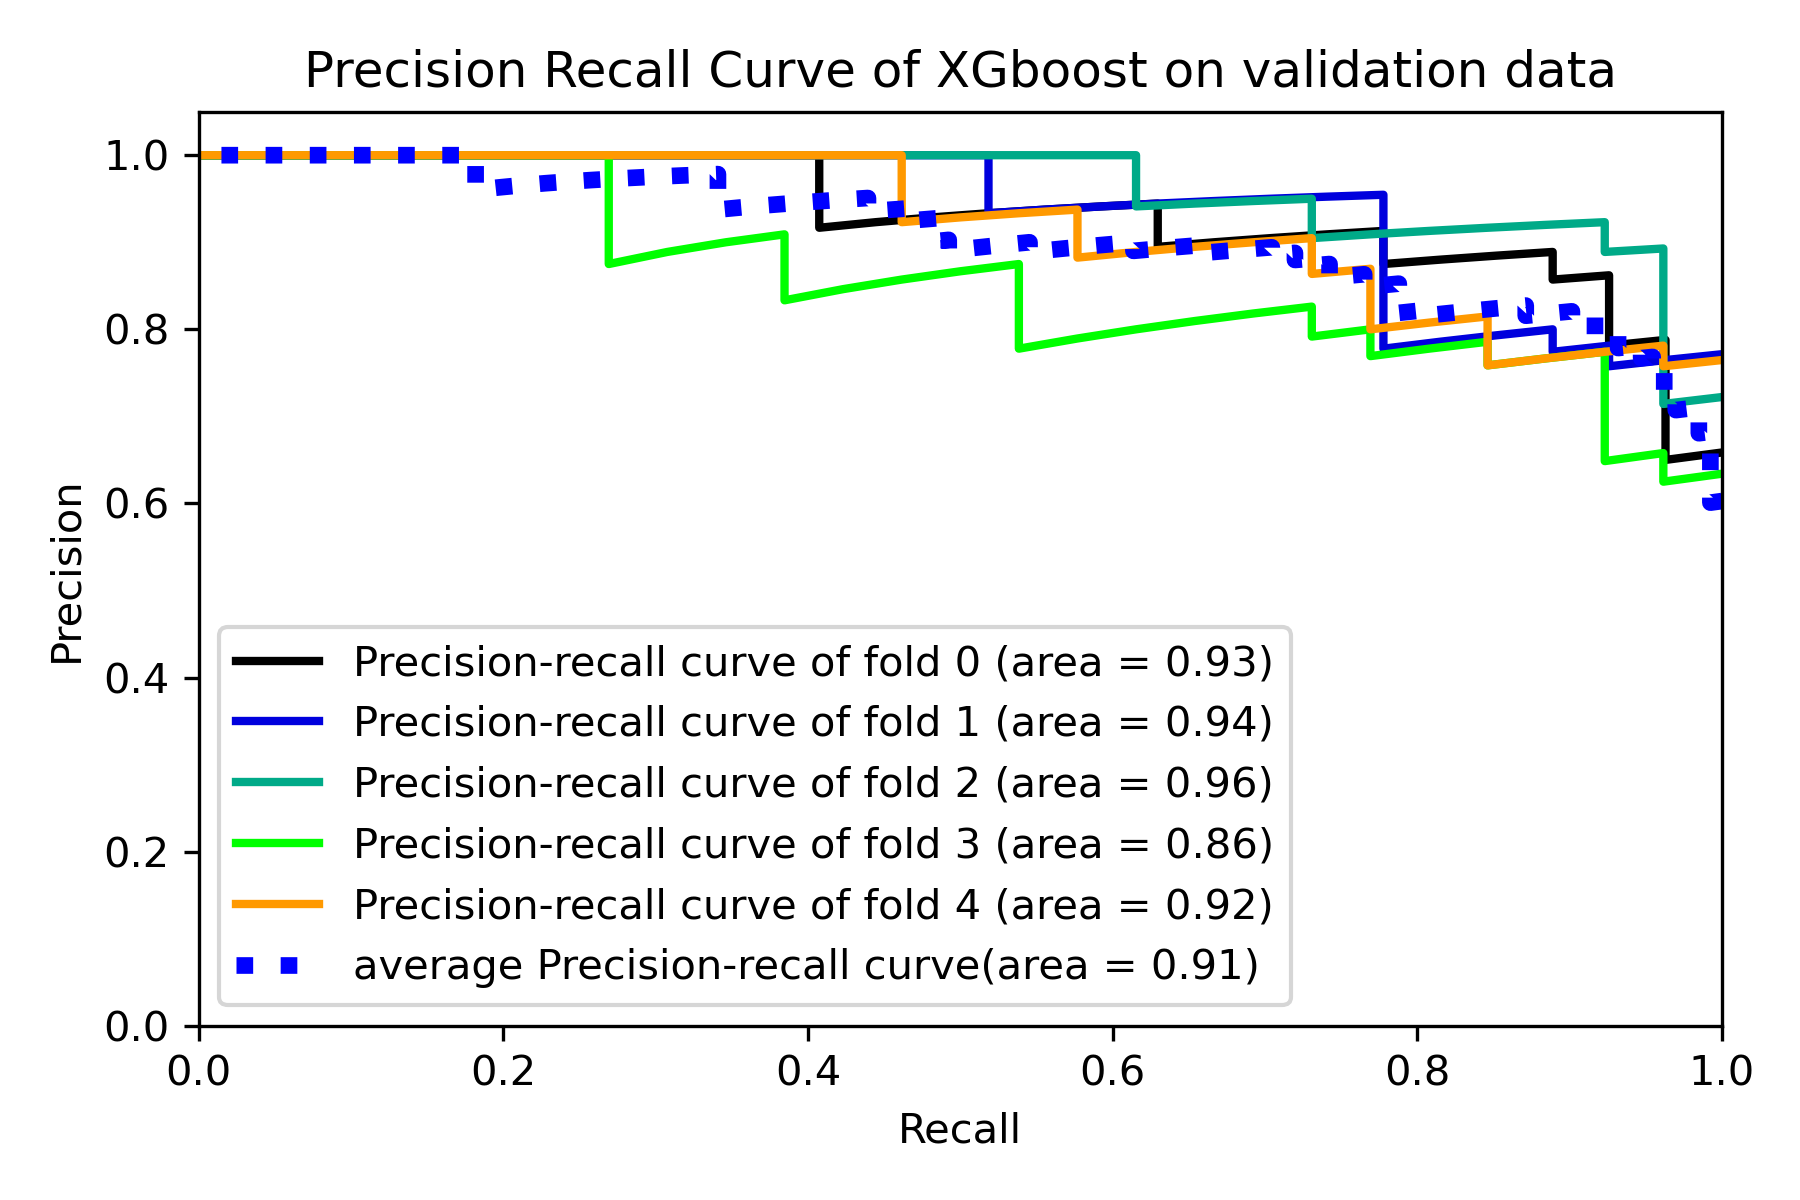 Precision Recall Curve of XGboost on validation data
1.0
0.8
0.6
0.4
0.2
0.0
Precision
Precision-recall curve of fold 0 (area = 0.93)
Precision-recall curve of fold 1 (area = 0.94)
Precision-recall curve of fold 2 (area = 0.96)
Precision-recall curve of fold 3 (area = 0.86)
Precision-recall curve of fold 4 (area = 0.92)
average Precision-recall curve(area = 0.91)
0.0 0.2 0.4 0.6 0.8 1.0
Recall